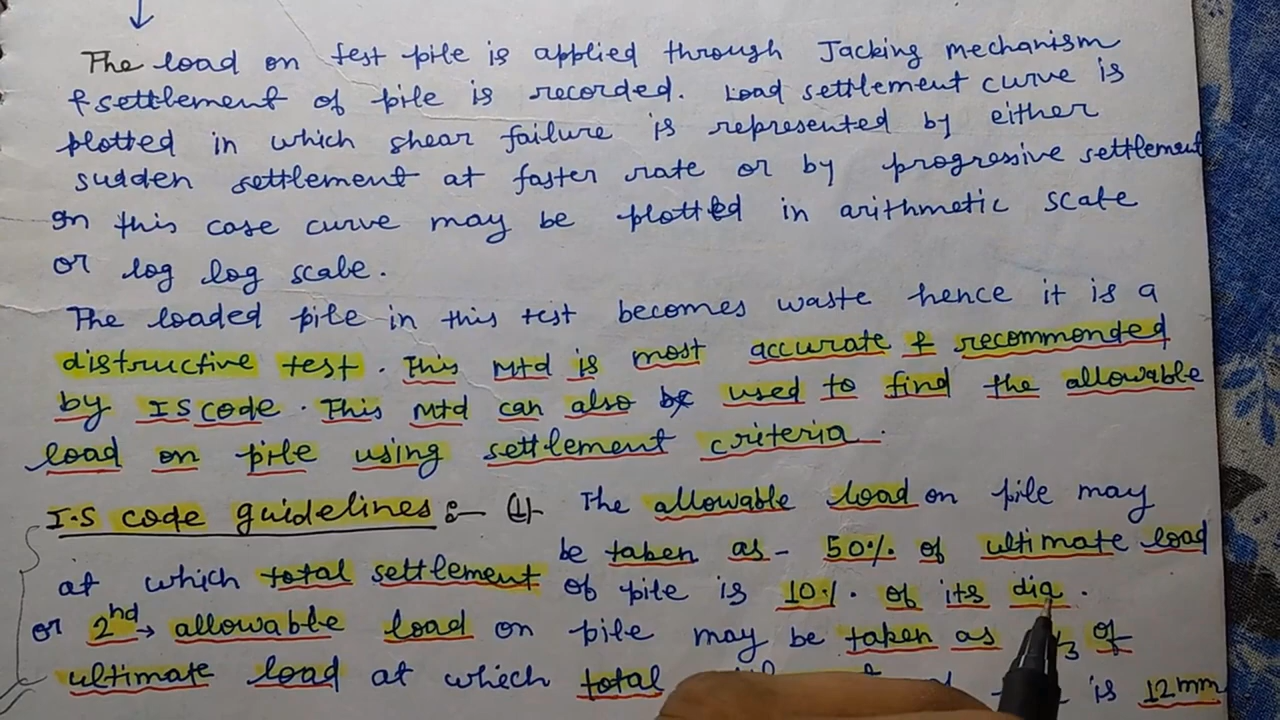 The load on test pile is applied through Jacking mechanism
& settlement of pile is recorded. Load settlement curve is
plotted in which shear failure is represented by either
sudden settlement at faster rate or by progressive settlement
In this case curve may be plotted in arithmetic scale
or log log scale.
The loaded pile in this test becomes waste hence it is a
distructive test. This Mtd is most accurate & recommonded
by IS code. This Mtd can also be used to find the allowable
load on pile using settlement criteria.
I.S code guidelines :- (1) The allowable load on pile may
be taken as - 50% of ultimate load
at which total settlement of pile is 10%. of its dia.
or 2nd → allowable load on pile may be taken as /3 of
ultimate load at which total is 12mm